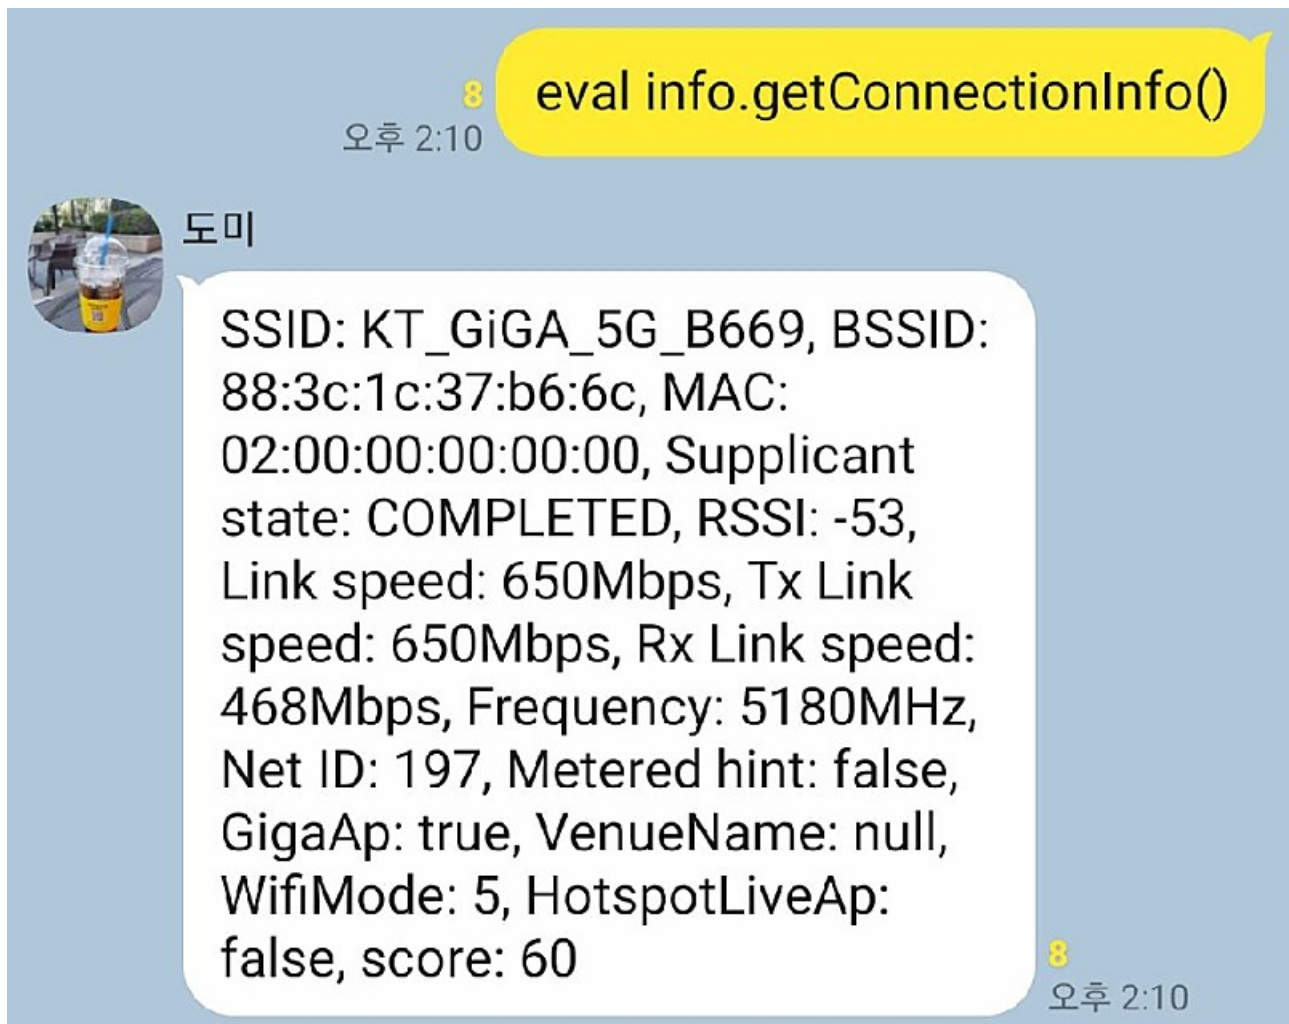 eval info.getConnectionInfo()
8
오후 2:10
도미
SSID: KT_GiGA_5G_B669, BSSID:
88:3c:1c:37:b6:6c, MAC:
02:00:00:00:00:00, Supplicant
state: COMPLETED, RSSI: -53,
Link speed: 650Mbps, Tx Link
speed: 650Mbps, Rx Link speed:
468Mbps, Frequency: 5180MHz,
Net ID: 197, Metered hint: false,
GigaAp: true, VenueName: null,
WifiMode: 5, HotspotLiveAp:
false, score: 60
8
오후 2:10